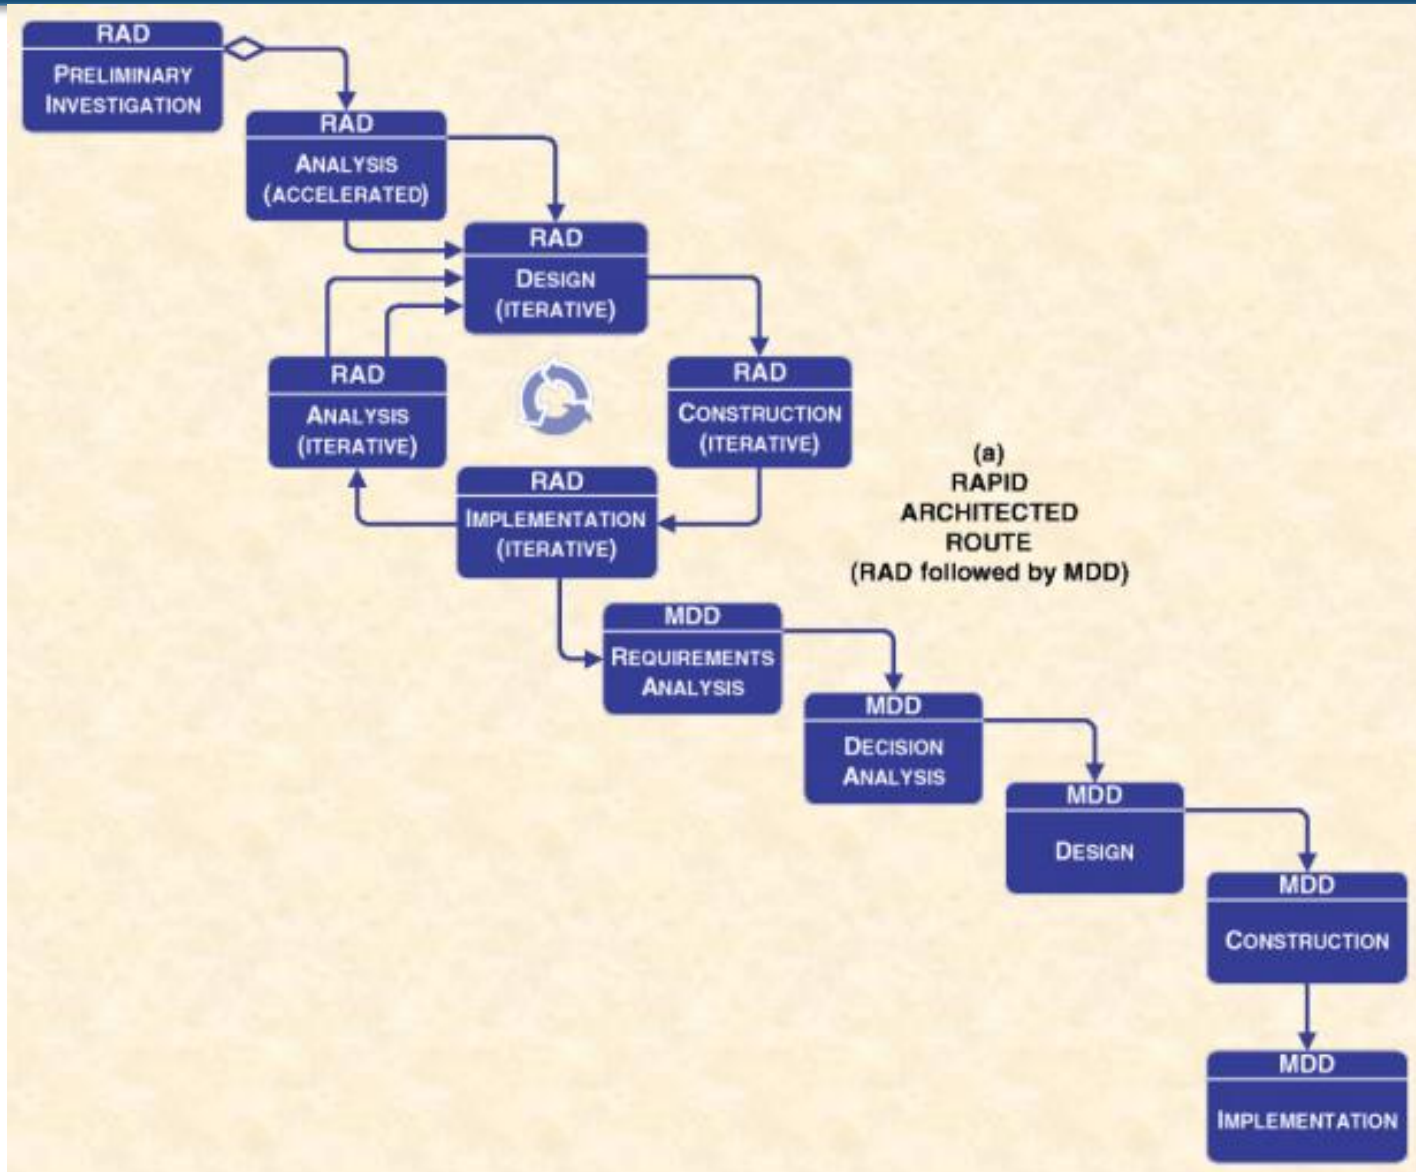 RAD
PRELIMINARY
INVESTIGATION
RAD
ANALYSIS
(ACCELERATED)
RAD
DESIGN
(ITERATIVE)
RAD
ANALYSIS
(ITERATIVE)
RAD
CONSTRUCTION
(ITERATIVE)
RAD
IMPLEMENTATION
(ITERATIVE)
(a)
RAPID
ARCHITECTED
ROUTE
(RAD followed by MDD)
MDD
REQUIREMENTS
ANALYSIS
MDD
DECISION
ANALYSIS
MDD
DESIGN
MDD
CONSTRUCTION
MDD
IMPLEMENTATION